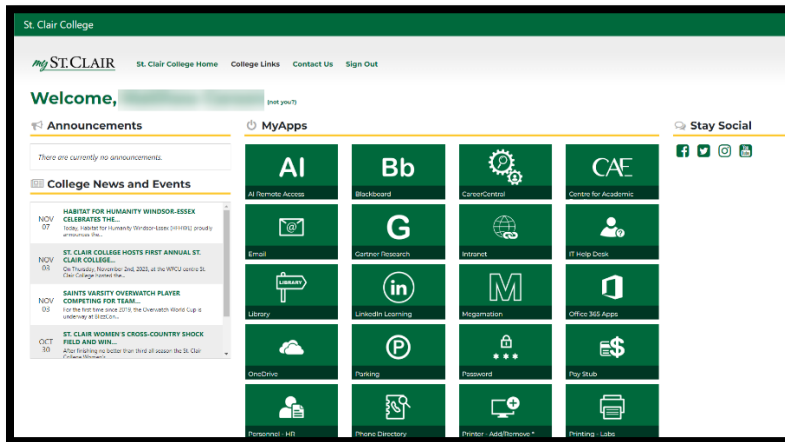 St. Clair College
my ST. CLAIR
St. Clair College Home College Links Contact Us Sign Out
Welcome,
(not you?)
Announcements
There are currently no announcements.
College News and Events
NOV 07
HABITAT FOR HUMANITY WINDSOR-ESSEX
CELEBRATES THE...
Today, Habitat for Humanity Windsor-Essex (HFHWE) proudly
announces the...
NOV 03
ST. CLAIR COLLEGE HOSTS FIRST ANNUAL ST.
CLAIR COLLEGE...
On Thursday, November 2nd, 2023, at the WFCU centre St.
Clair College hosted the...
NOV 03
SAINTS VARSITY OVERWATCH PLAYER
COMPETING FOR TEAM...
For the first time since 2019, the Overwatch World Cup is
underway at BlizzCon...
OCT 30
ST. CLAIR WOMEN'S CROSS-COUNTRY SHOCK
FIELD AND WIN...
After finishing no better than third all season the St. Clair
College Women's
MyApps
AI
AI Remote Access
Bb
Blackboard
CareerCentral
CAE
Centre for Academic
Email
G
Gartner Research
Intranet
IT Help Desk
LIBRARY
Library
in
LinkedIn Learning
M
Megamation
Office 365 Apps
OneDrive
P
Parking
***
Password
$
Pay Stub
Personnel - HR
Phone Directory
Printer - Add/Remove *
Printing - Labs
Stay Social